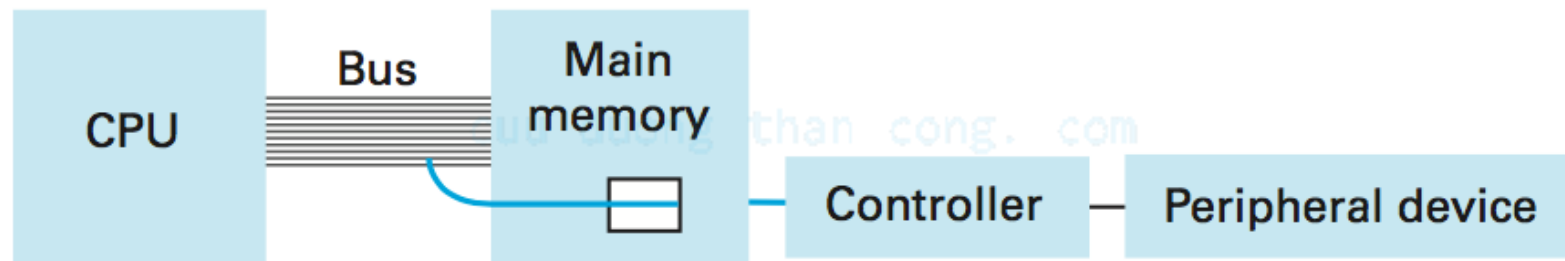 CPU
Bus
Main
memory
cuu duong than cong. com
Controller
Peripheral device